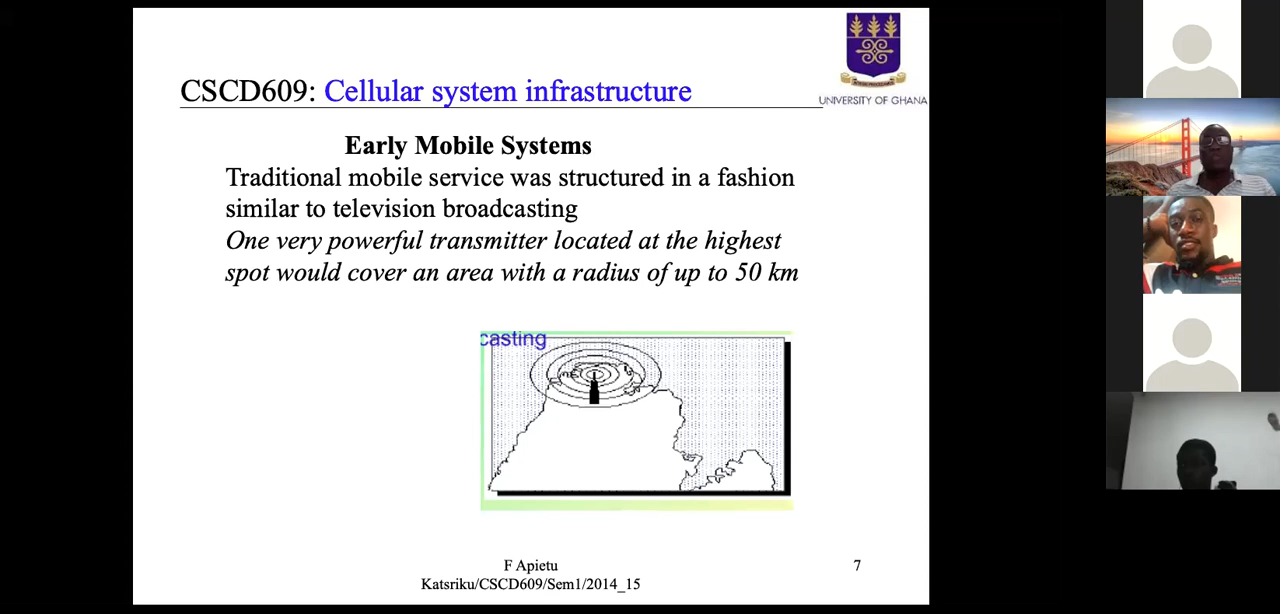 UNIVERSITY OF GHANA
CSCD609: Cellular system infrastructure
Early Mobile Systems
Traditional mobile service was structured in a fashion
similar to television broadcasting
One very powerful transmitter located at the highest
spot would cover an area with a radius of up to 50 km
casting
F Apietu
Katsriku/CSCD609/Sem1/2014_15
7